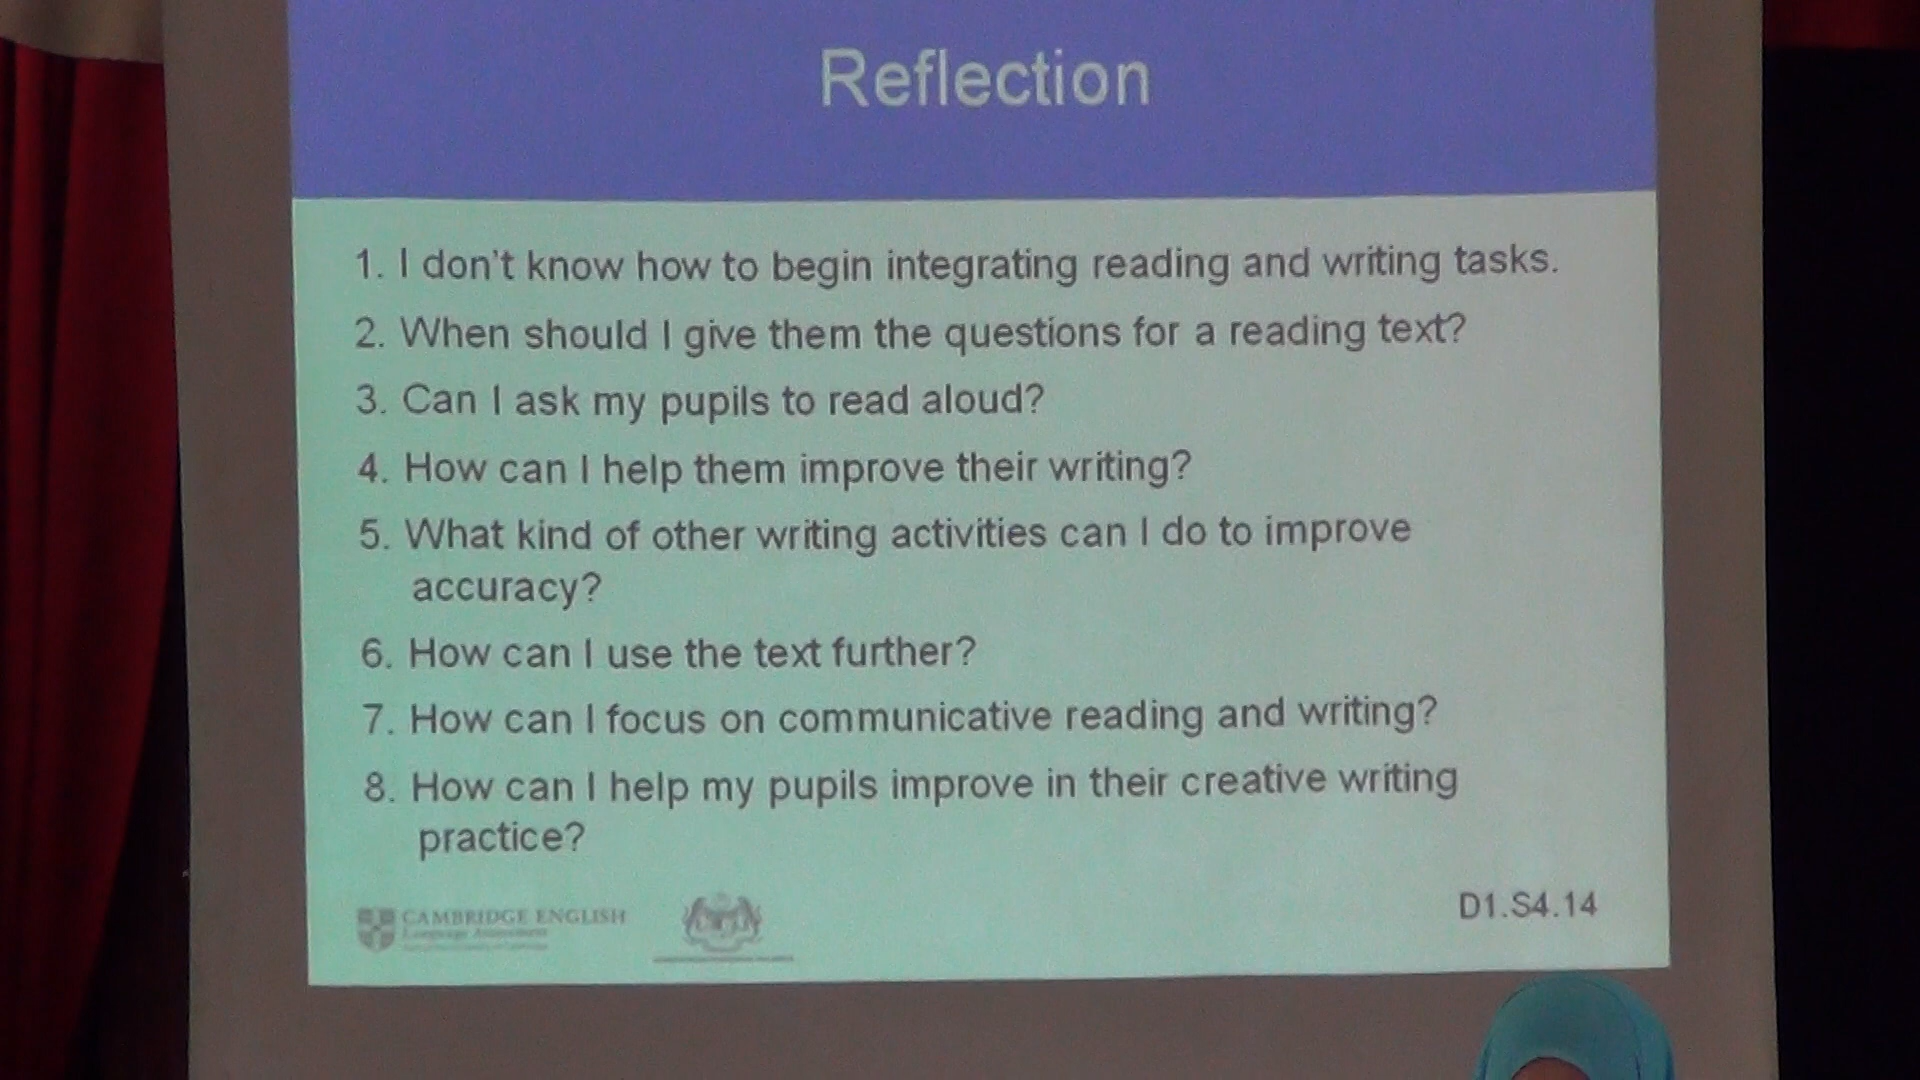 Reflection
1. I don't know how to begin integrating reading and writing tasks.
2. When should I give them the questions for a reading text?
3. Can I ask my pupils to read aloud?
4. How can I help them improve their writing?
5. What kind of other writing activities can I do to improve
accuracy?
6. How can I use the text further?
7. How can I focus on communicative reading and writing?
8. How can I help my pupils improve in their creative writing
practice?
CAMBRIDGE ENGLISH
Language Assessment
D1.S4.14